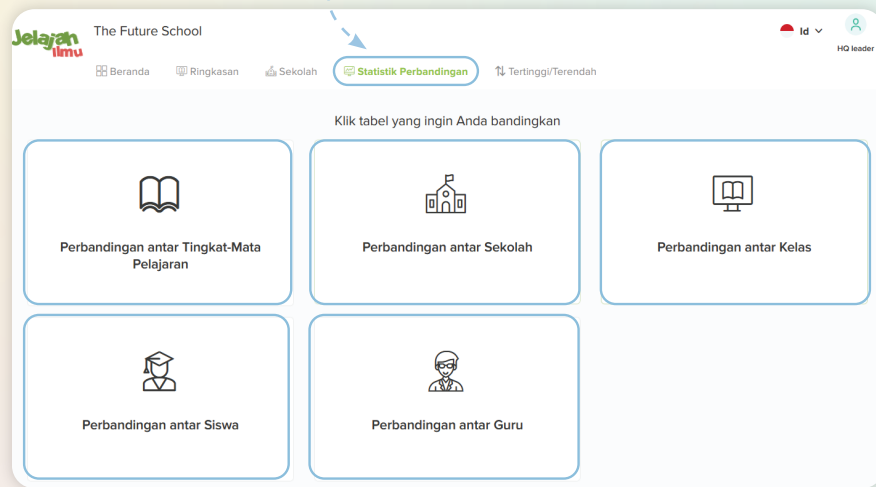 Jelajah
Ilmu
The Future School
Id
HQ leader
Beranda
Ringkasan
Sekolah
Statistik Perbandingan
Tertinggi/Terendah
Klik tabel yang ingin Anda bandingkan
Perbandingan antar Tingkat-Mata
Pelajaran
Perbandingan antar Sekolah
Perbandingan antar Kelas
Perbandingan antar Siswa
Perbandingan antar Guru